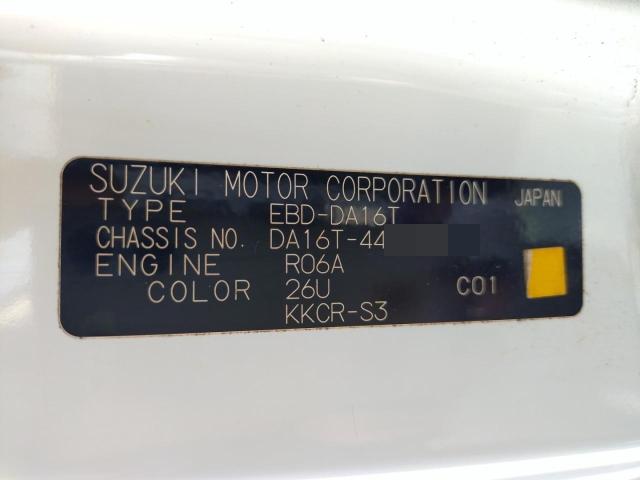 SUZUKI MOTOR CORPORATION JAPAN
TYPE EBD-DA16T
CHASSIS NO. DA16T-44
ENGINE R06A
COLOR 26U C01
KKCR-S3